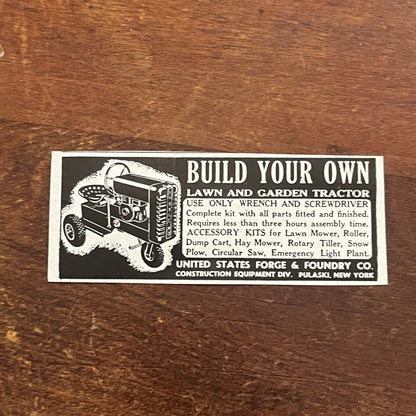 BUILD YOUR OWN
LAWN AND GARDEN TRACTOR
USE ONLY WRENCH AND SCREWDRIVER
Complete kit with all parts fitted and finished.
Requires less than three hours assembly time.
ACCESSORY KITS for Lawn Mower, Roller,
Dump Cart, Hay Mower, Rotary Tiller, Snow
Plow, Circular Saw, Emergency Light Plant.
UNITED STATES FORGE & FOUNDRY CO.
CONSTRUCTION EQUIPMENT DIV. PULASKI, NEW YORK